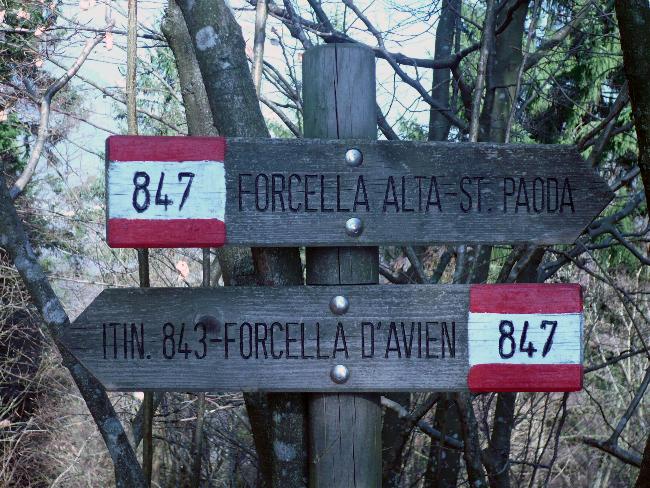 847 FORCELLA ALTA=ST. PAODA
ITIN. 843-FORCELLA D'AVIEN 847